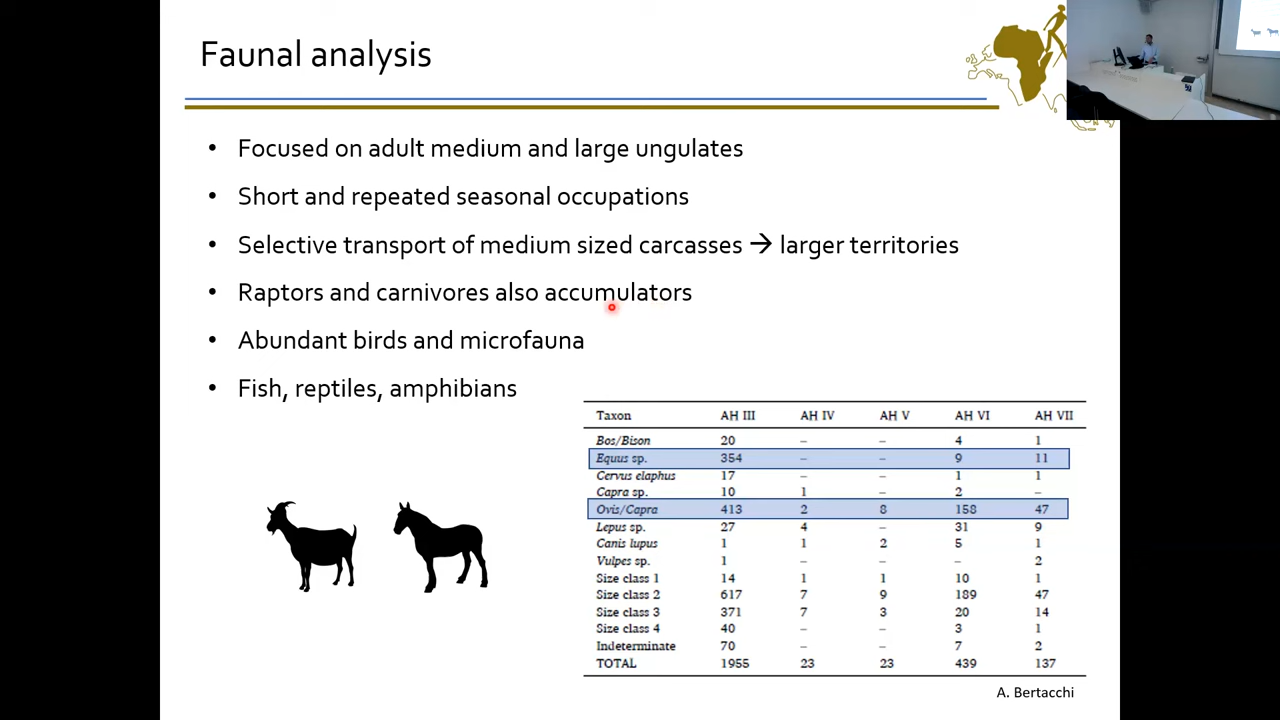 Faunal analysis
• Focused on adult medium and large ungulates
• Short and repeated seasonal occupations
• Selective transport of medium sized carcasses → larger territories
• Raptors and carnivores also accumulators
• Abundant birds and microfauna
• Fish, reptiles, amphibians
Taxon AH III AH IV AH V AH VI AH VII
Bos/Bison 20 – – 4 1
Equus sp. 354 – – 9 11
Cervus elaphus 17 – – 1 1
Capra sp. 10 1 – 2 –
Ovis/Capra 413 2 8 158 47
Lepus sp. 27 4 – 31 9
Canis lupus 1 1 2 5 1
Vulpes sp. 1 – – – 2
Size class 1 14 1 1 10 1
Size class 2 617 7 9 189 47
Size class 3 371 7 3 20 14
Size class 4 40 – – 3 1
Indeterminate 70 – – 7 2
TOTAL 1955 23 23 439 137
A. Bertacchi